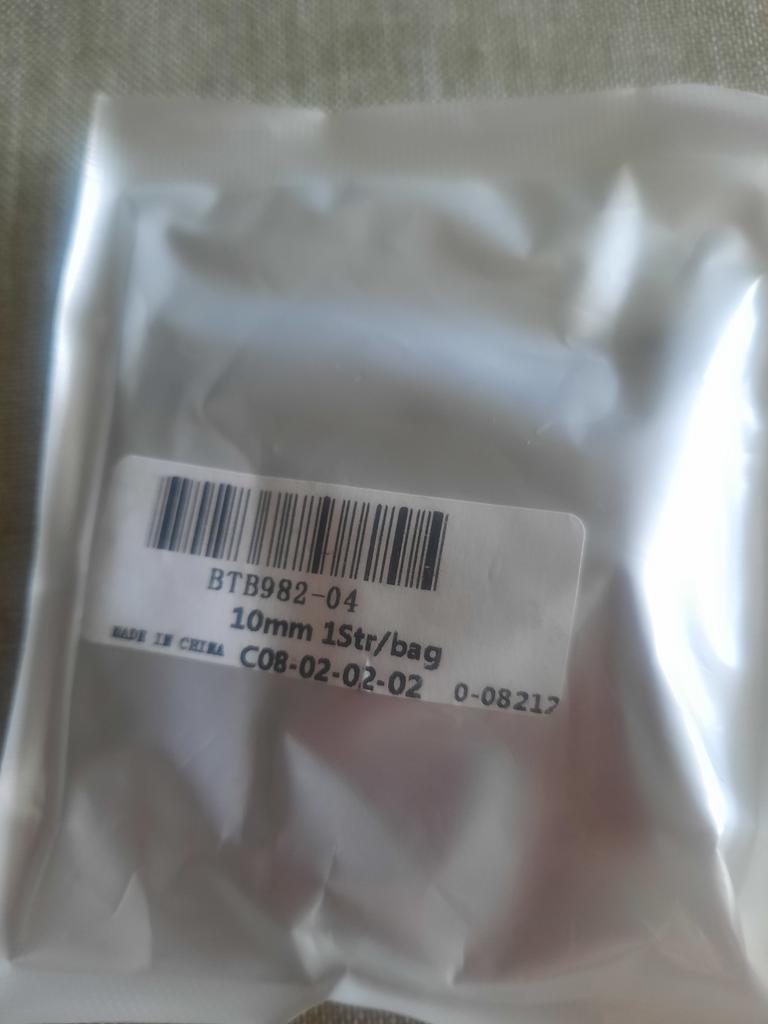 BTB982-04
10mm 1Str/bag
MADE IN CHINA C08-02-02-02 0-08212